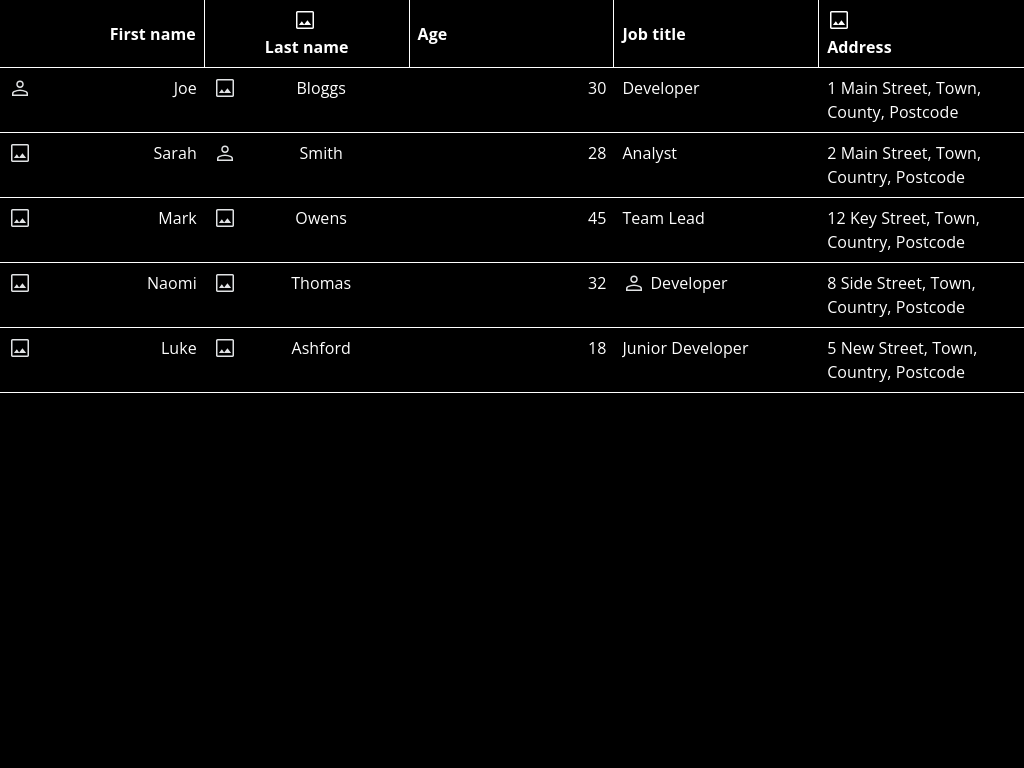 First name Last name Age Job title Address
Joe Bloggs 30 Developer 1 Main Street, Town,
County, Postcode
Sarah Smith 28 Analyst 2 Main Street, Town,
Country, Postcode
Mark Owens 45 Team Lead 12 Key Street, Town,
Country, Postcode
Naomi Thomas 32 Developer 8 Side Street, Town,
Country, Postcode
Luke Ashford 18 Junior Developer 5 New Street, Town,
Country, Postcode